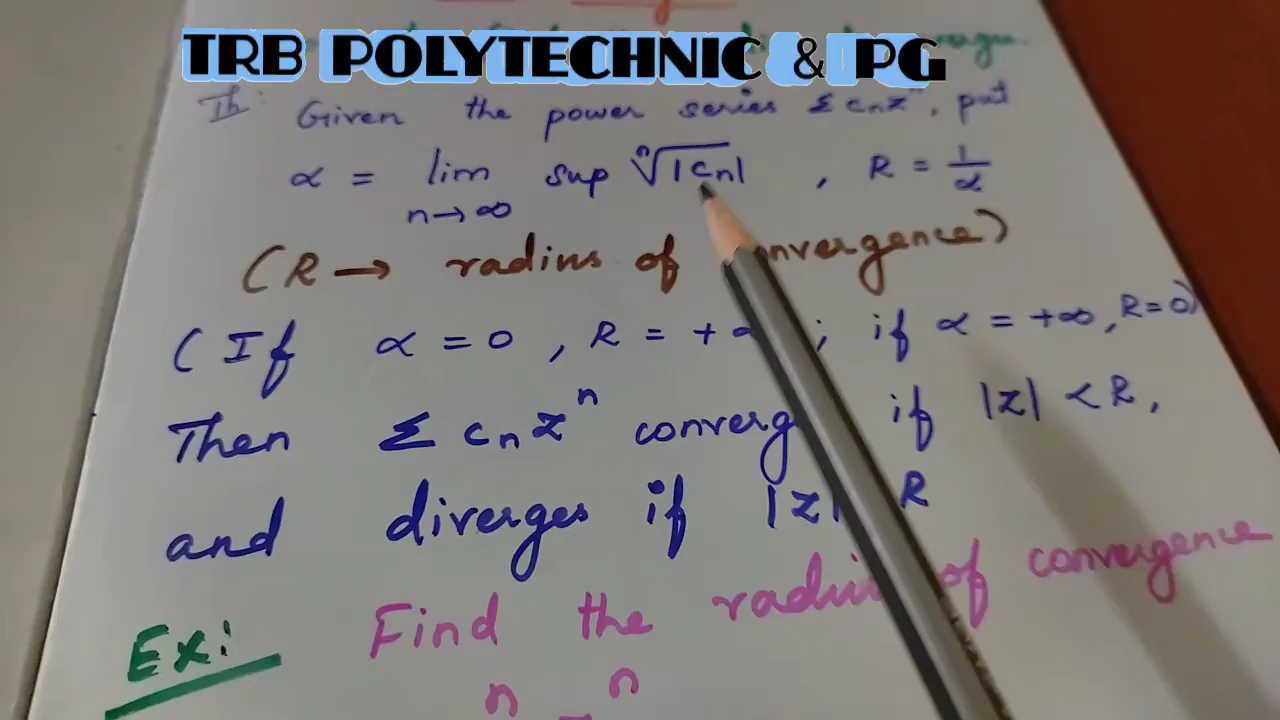 TRB POLYTECHNIC & PG
Th: Given the power series Σ cₙzⁿ, put
α = lim sup ⁿ√|cₙ| , R = 1/α
n→∞
(R → radius of convergence)
(If α = 0 , R = + ; if α = +∞, R=0)
Then Σ cₙzⁿ if |z| < R,
and diverges if |z| R
Ex: Find the of convergence
n n